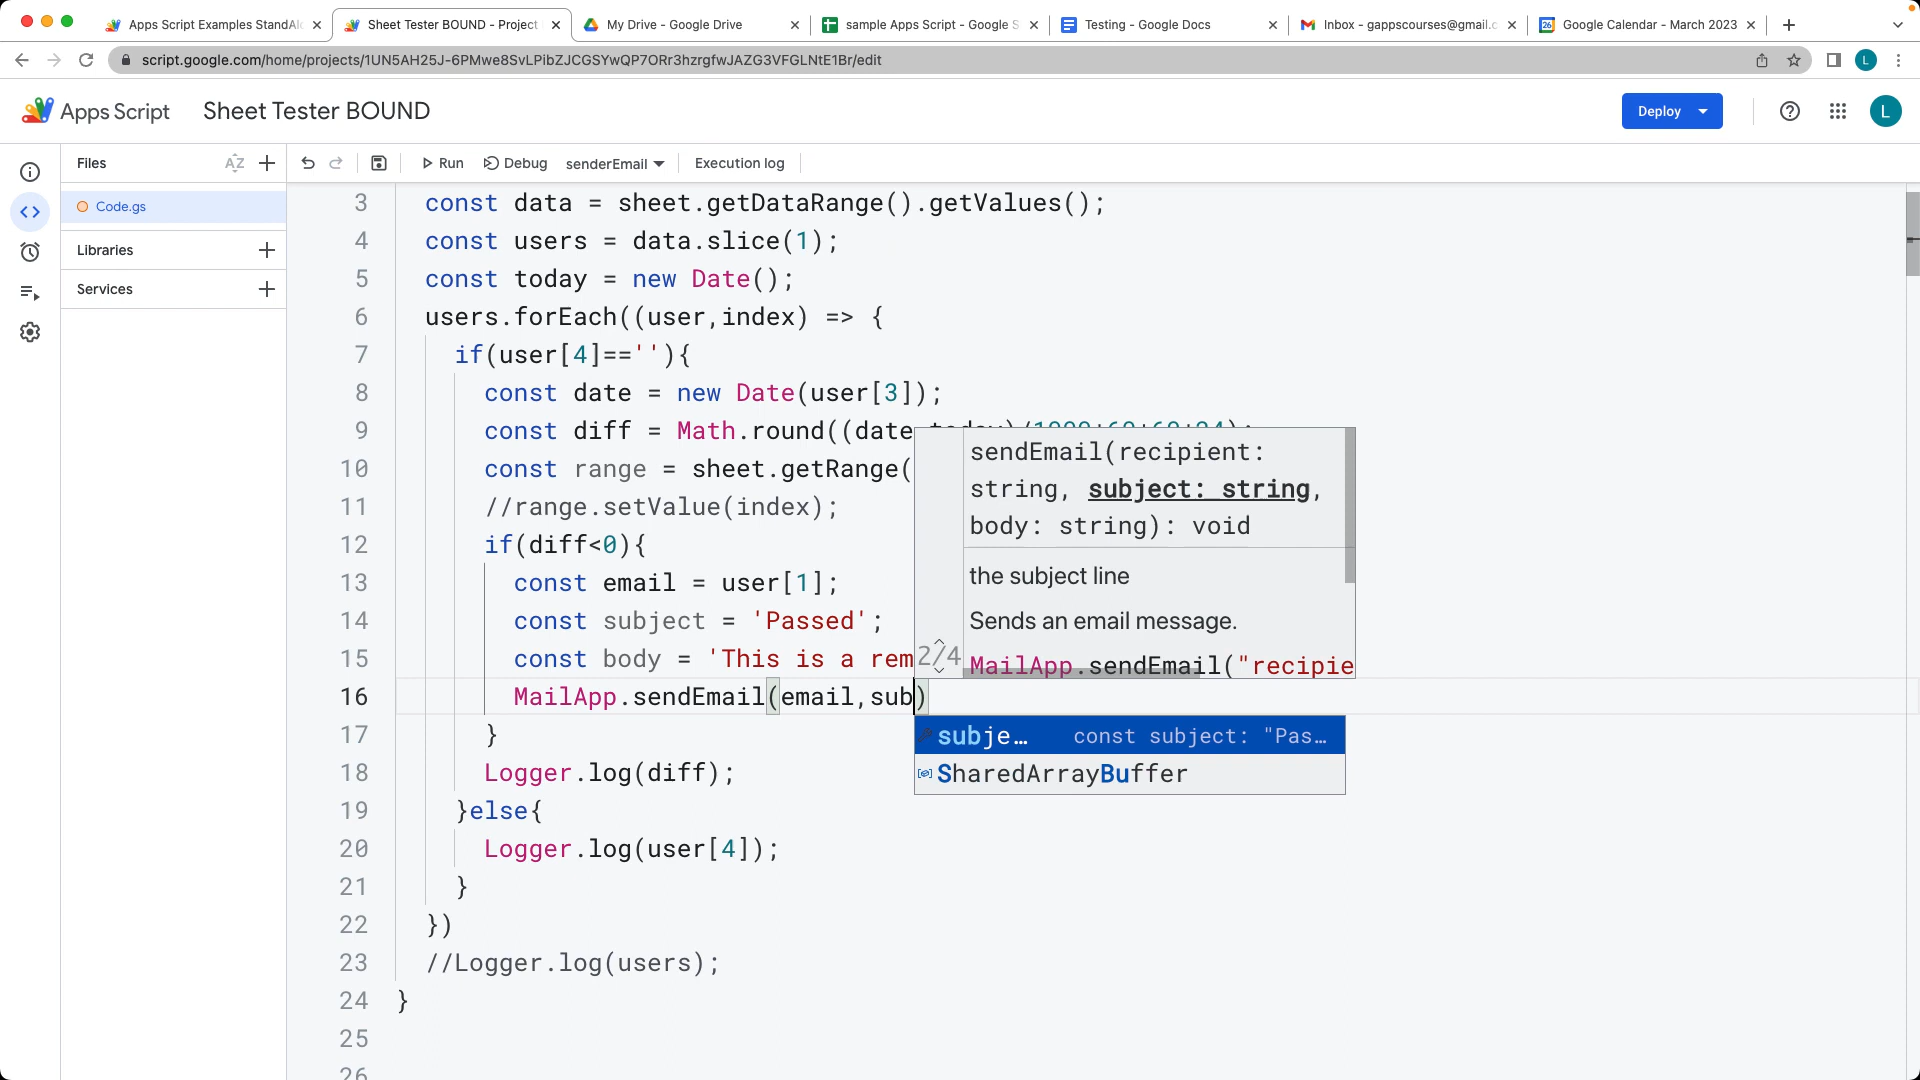 Apps Script Examples StandAl
Sheet Tester BOUND - Project
My Drive - Google Drive
sample Apps Script - Google S
Testing - Google Docs
Inbox - gappscourses@gmail.c
Google Calendar - March 2023
script.google.com/home/projects/1UN5AH25J-6PMwe8SvLPibZJCGSYwQP7ORr3hzrgfwJAZG3VFGLNtE1Br/edit
L
Apps Script
Sheet Tester BOUND
Deploy
L
Files
AZ
Run
Debug
senderEmail
Execution log
Code.gs
Libraries
Services
3 const data = sheet.getDataRange().getValues();
4 const users = data.slice(1);
5 const today = new Date();
6 users.forEach((user,index) => {
7 if(user[4]==''){
8 const date = new Date(user[3]);
9 const diff = Math.round((date-today)/1000*60*60*24);
10 const range = sheet.getRange(
11 //range.setValue(index);
12 if(diff<0){
13 const email = user[1];
14 const subject = 'Passed';
15 const body = 'This is a rem
16 MailApp.sendEmail(email,sub)
17 }
18 Logger.log(diff);
19 }else{
20 Logger.log(user[4]);
21 }
22 })
23 //Logger.log(users);
24 }
25
26
sendEmail(recipient:
string, subject: string,
body: string): void
the subject line
Sends an email message.
2/4
MailApp.sendEmail("recipie
subje… const subject: "Pas…
SharedArrayBuffer